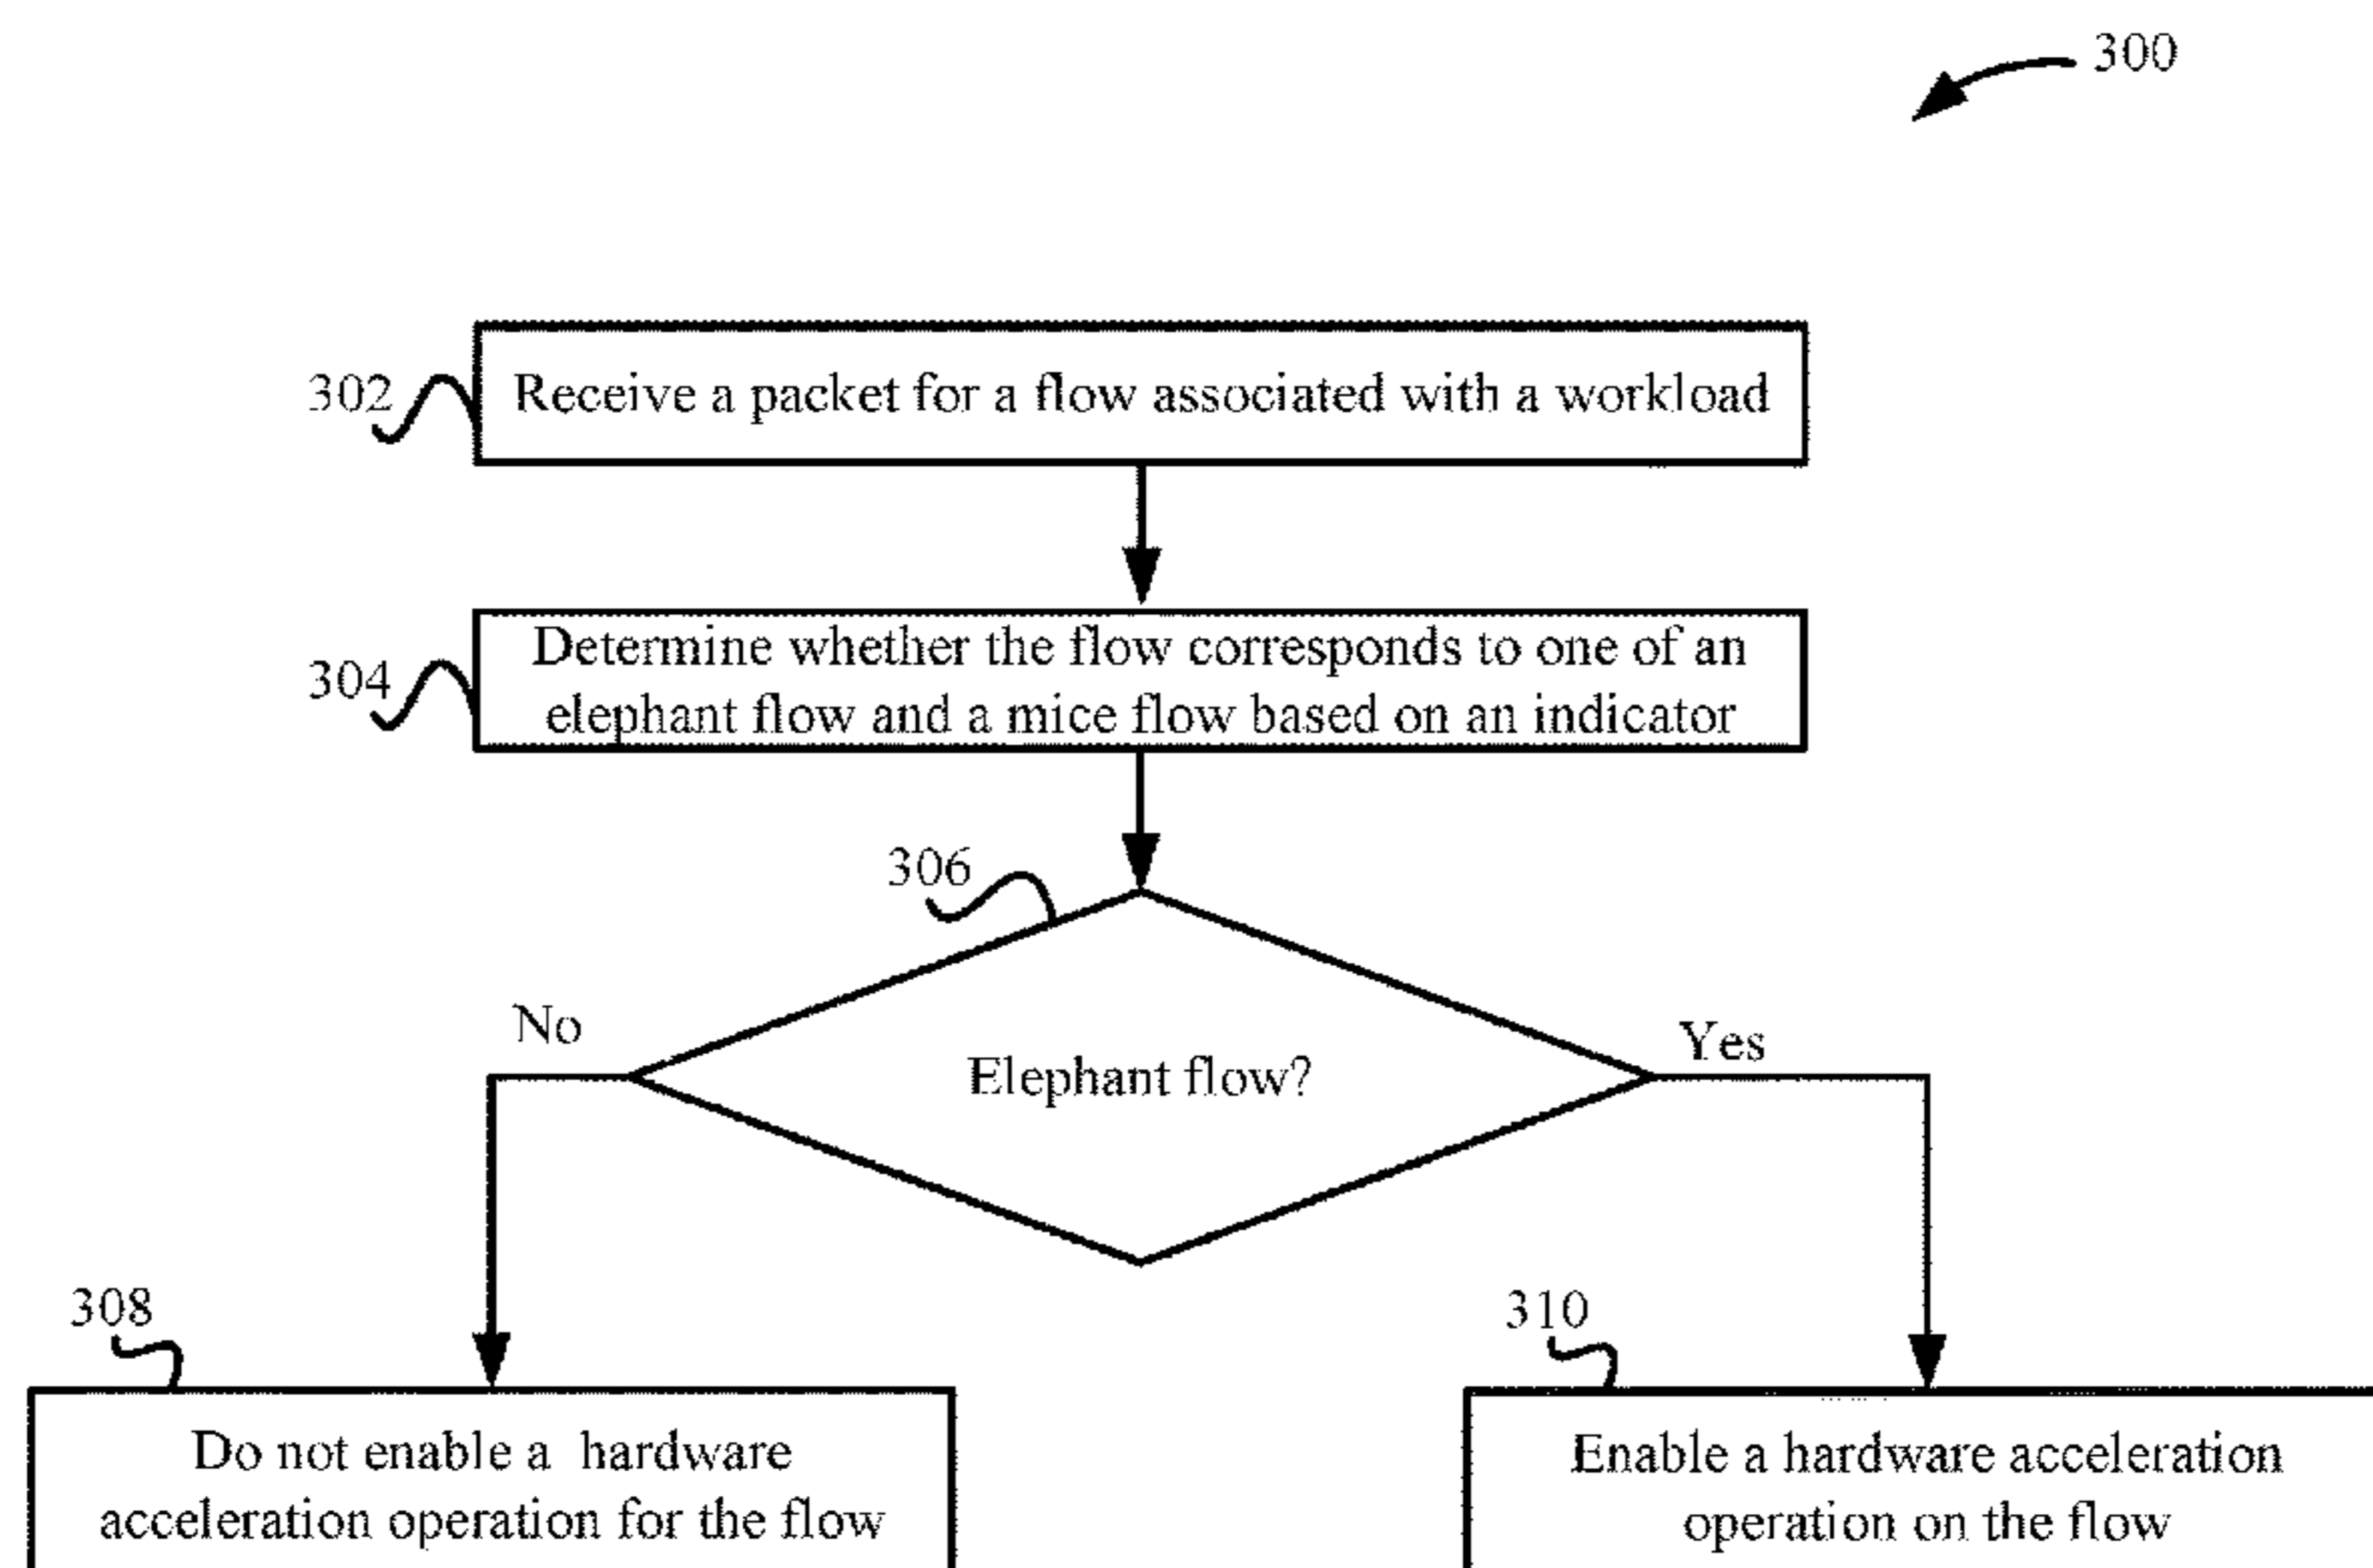 300
302
Receive a packet for a flow associated with a workload
304
Determine whether the flow corresponds to one of an
elephant flow and a mice flow based on an indicator
306
No
Elephant flow?
Yes
308
310
Do not enable a hardware
acceleration operation for the flow
Enable a hardware acceleration
operation on the flow